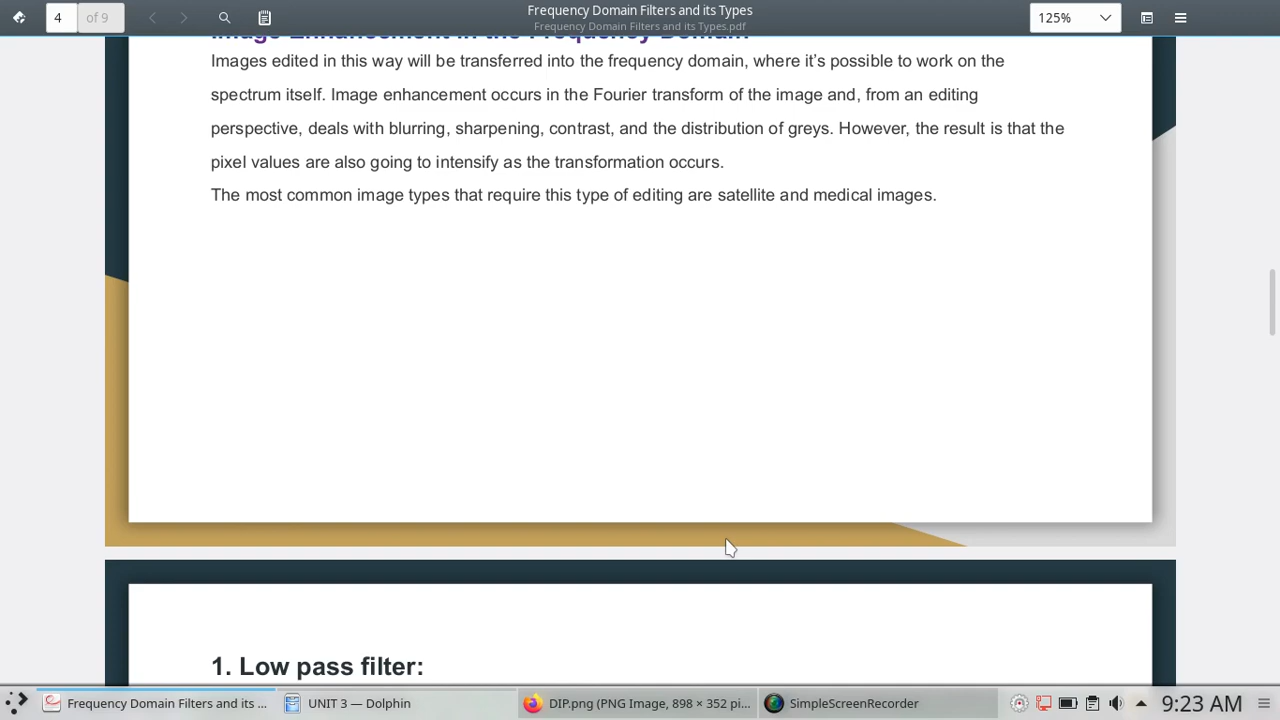 4 of 9
Frequency Domain Filters and its Types
Frequency Domain Filters and its Types.pdf
125%
Image Enhancement in the Frequency Domain
Images edited in this way will be transferred into the frequency domain, where it’s possible to work on the
spectrum itself. Image enhancement occurs in the Fourier transform of the image and, from an editing
perspective, deals with blurring, sharpening, contrast, and the distribution of greys. However, the result is that the
pixel values are also going to intensify as the transformation occurs.
The most common image types that require this type of editing are satellite and medical images.
1. Low pass filter:
Frequency Domain Filters and its ...
UNIT 3 — Dolphin
DIP.png (PNG Image, 898 × 352 pi...
SimpleScreenRecorder
9:23 AM